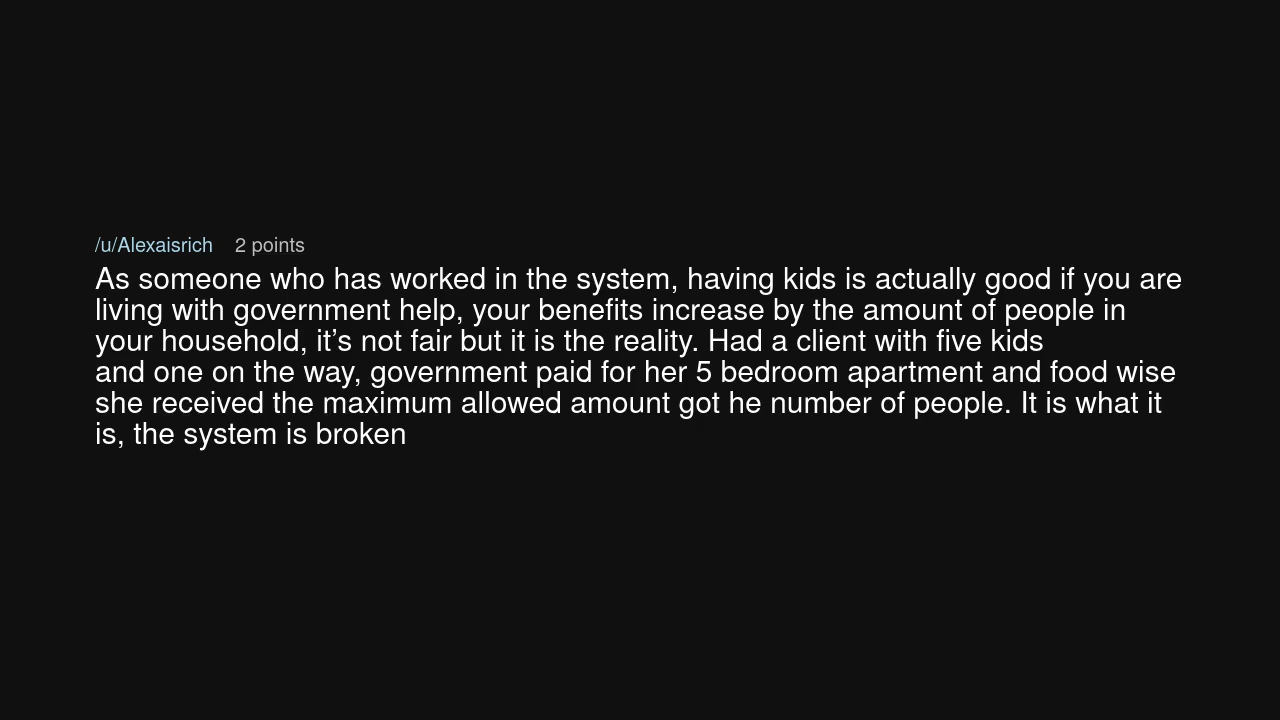 /u/Alexaisrich 2 points
As someone who has worked in the system, having kids is actually good if you are
living with government help, your benefits increase by the amount of people in
your household, it’s not fair but it is the reality. Had a client with five kids
and one on the way, government paid for her 5 bedroom apartment and food wise
she received the maximum allowed amount got he number of people. It is what it
is, the system is broken